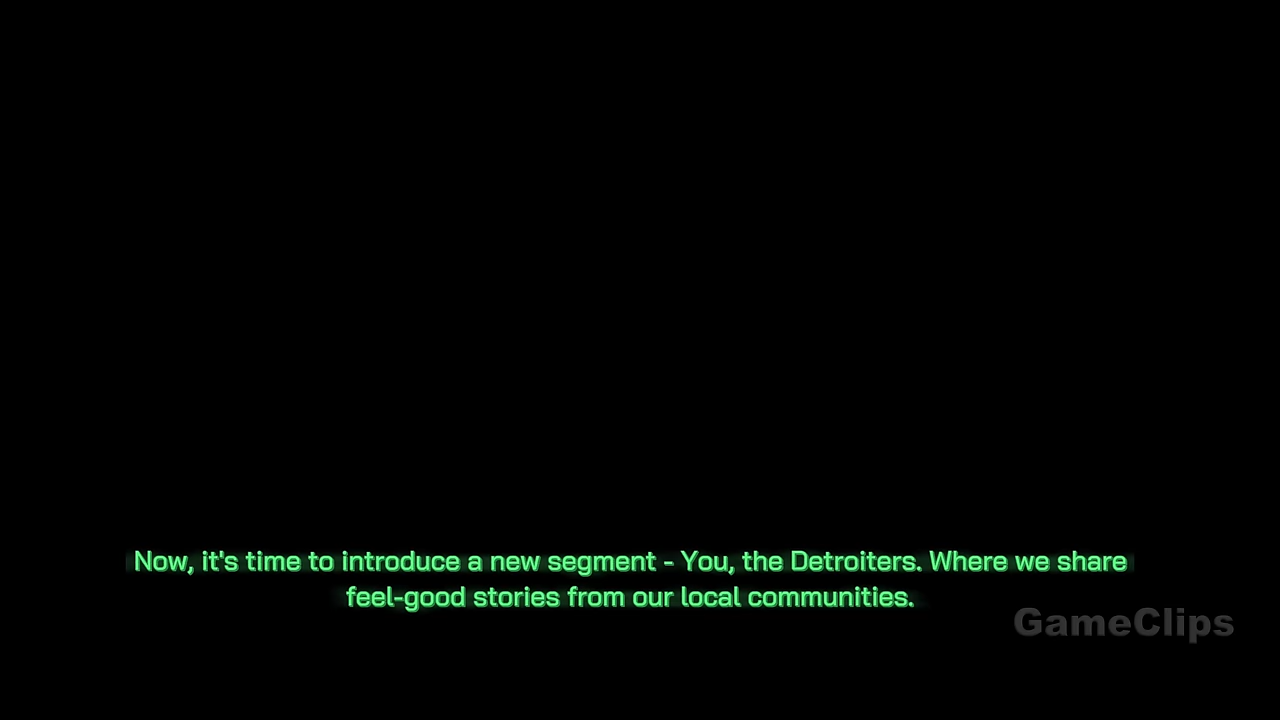 Now, it's time to introduce a new segment - You, the Detroiters. Where we share
feel-good stories from our local communities.
GameClips